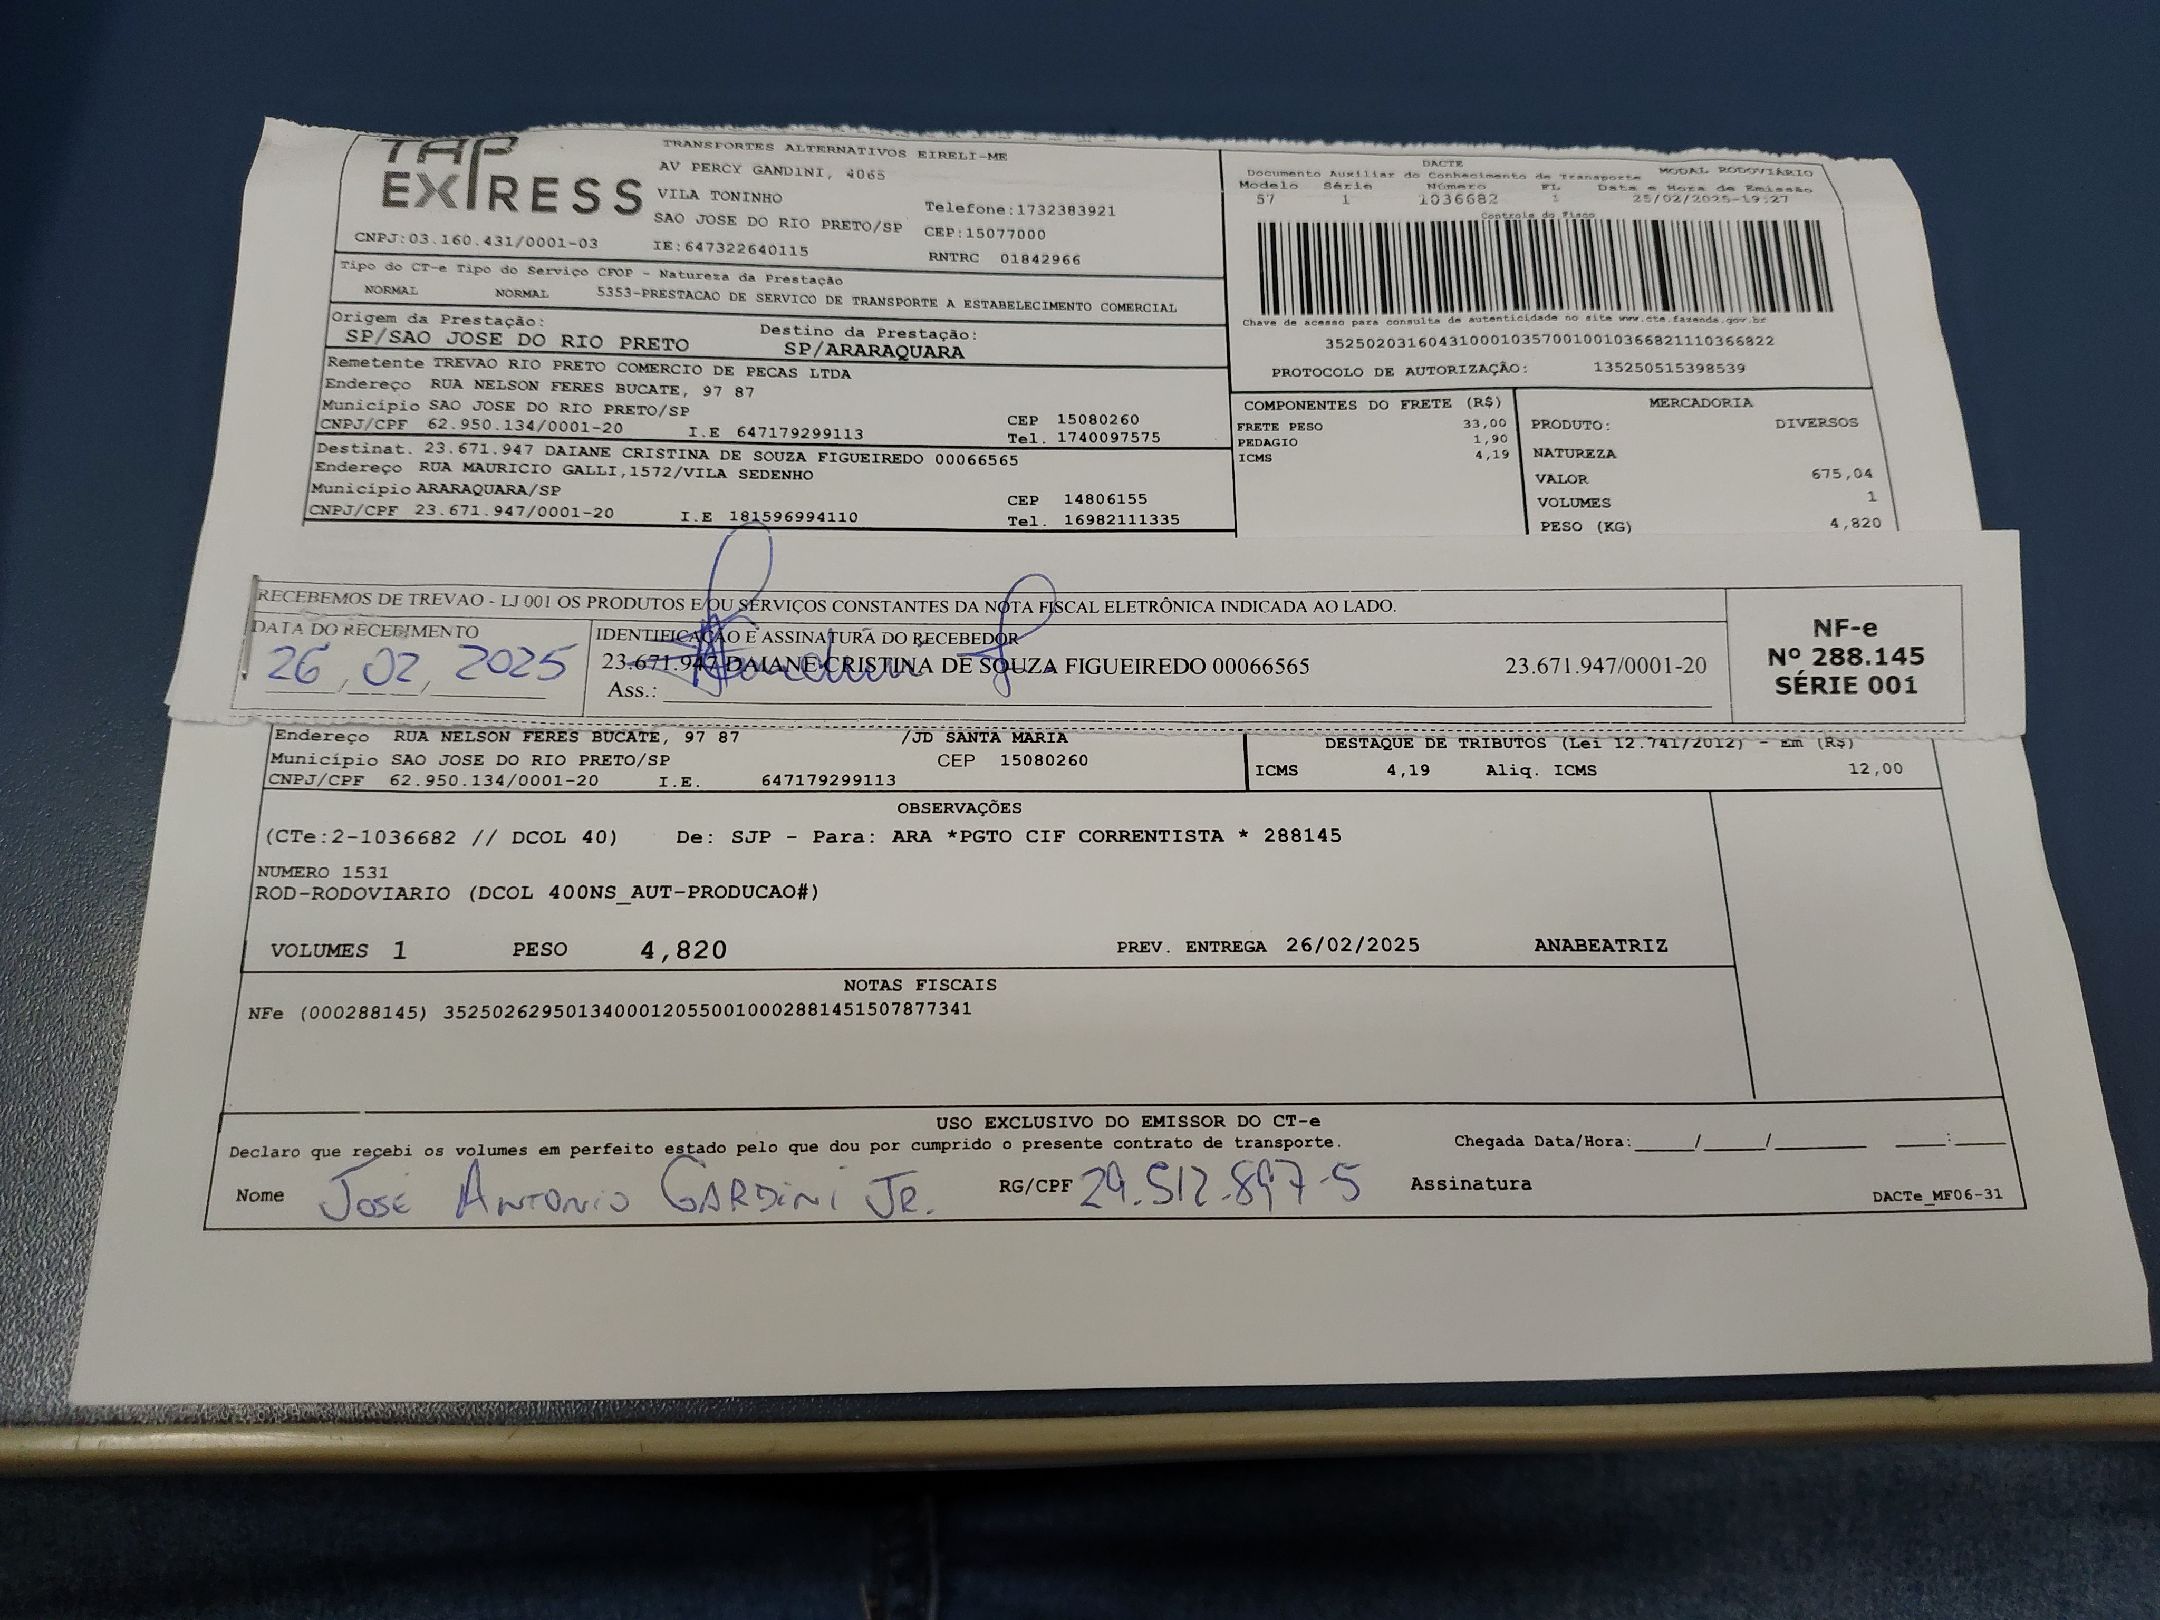 TAP
EXPRESS
TRANSPORTES ALTERNATIVOS EIRELI-ME
AV PERCY GANDINI, 4065
VILA TONINHO
SAO JOSE DO RIO PRETO/SP
Telefone:1732383921
CEP:15077000
CNPJ:03.160.431/0001-03
IE:647322640115
RNTRC 01842966
DACTE
MODAL RODOVIÁRIO
Documento Auxiliar do Conhecimento de Transporte
Modelo Série Número FL Data e Hora de Emissão
57 1 1036682 1 25/02/2025-19:27
Controle do Fisco
Chave de acesso para consulta de autenticidade no site www.cte.fazenda.gov.br
35250203160431000103570010010366821110366822
PROTOCOLO DE AUTORIZAÇÃO: 135250515398539
Tipo do CT-e Tipo do Serviço CFOP - Natureza da Prestação
NORMAL NORMAL 5353-PRESTACAO DE SERVICO DE TRANSPORTE A ESTABELECIMENTO COMERCIAL
Origem da Prestação: Destino da Prestação:
SP/SAO JOSE DO RIO PRETO SP/ARARAQUARA
Remetente TREVAO RIO PRETO COMERCIO DE PECAS LTDA
Endereço RUA NELSON FERES BUCATE, 97 87
Município SAO JOSE DO RIO PRETO/SP CEP 15080260
CNPJ/CPF 62.950.134/0001-20 I.E 647179299113 Tel. 1740097575
Destinat. 23.671.947 DAIANE CRISTINA DE SOUZA FIGUEIREDO 00066565
Endereço RUA MAURICIO GALLI,1572/VILA SEDENHO
Município ARARAQUARA/SP CEP 14806155
CNPJ/CPF 23.671.947/0001-20 I.E 181596994110 Tel. 16982111335
COMPONENTES DO FRETE (R$)
FRETE PESO 33,00
PEDAGIO 1,90
ICMS 4,19
MERCADORIA
PRODUTO: DIVERSOS
NATUREZA
VALOR 675,04
VOLUMES 1
PESO (KG) 4,820
RECEBEMOS DE TREVAO - LJ 001 OS PRODUTOS E/OU SERVIÇOS CONSTANTES DA NOTA FISCAL ELETRÔNICA INDICADA AO LADO.
DATA DO RECEBIMENTO
26, 02, 2025
IDENTIFICAÇÃO E ASSINATURA DO RECEBEDOR
23.671.947 DAIANE CRISTINA DE SOUZA FIGUEIREDO 00066565 23.671.947/0001-20
Ass.:
NF-e
Nº 288.145
SÉRIE 001
Endereço RUA NELSON FERES BUCATE, 97 87 /JD SANTA MARIA
Município SAO JOSE DO RIO PRETO/SP CEP 15080260
CNPJ/CPF 62.950.134/0001-20 I.E. 647179299113
DESTAQUE DE TRIBUTOS (Lei 12.741/2012) - Em (R$)
ICMS 4,19 Aliq. ICMS 12,00
OBSERVAÇÕES
(CTe:2-1036682 // DCOL 40) De: SJP - Para: ARA *PGTO CIF CORRENTISTA * 288145
NUMERO 1531
ROD-RODOVIARIO (DCOL 400NS_AUT-PRODUCAO#)
VOLUMES 1 PESO 4,820 PREV. ENTREGA 26/02/2025 ANABEATRIZ
NOTAS FISCAIS
NFe (000288145) 35250262950134000120550010002881451507877341
USO EXCLUSIVO DO EMISSOR DO CT-e
Declaro que recebi os volumes em perfeito estado pelo que dou por cumprido o presente contrato de transporte. Chegada Data/Hora:____/____/______ ___:____
Nome JOSÉ ANTONIO GARDINI JR. RG/CPF 29.512.897-5 Assinatura
DACTe_MF06-31